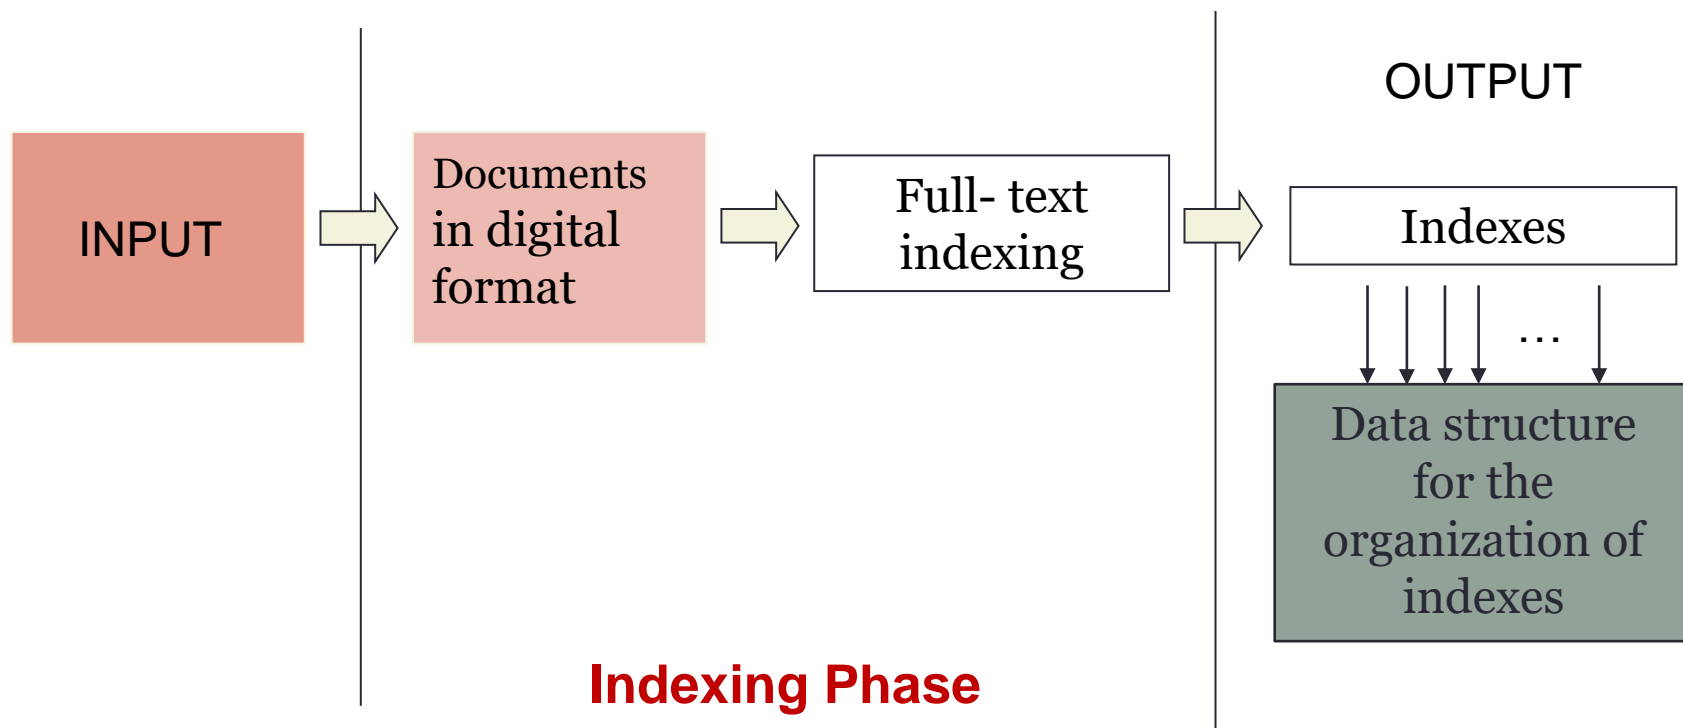 OUTPUT
INPUT
Documents
in digital
format
Full- text
indexing
Indexes
...
Data structure
for the
organization of
indexes
Indexing Phase